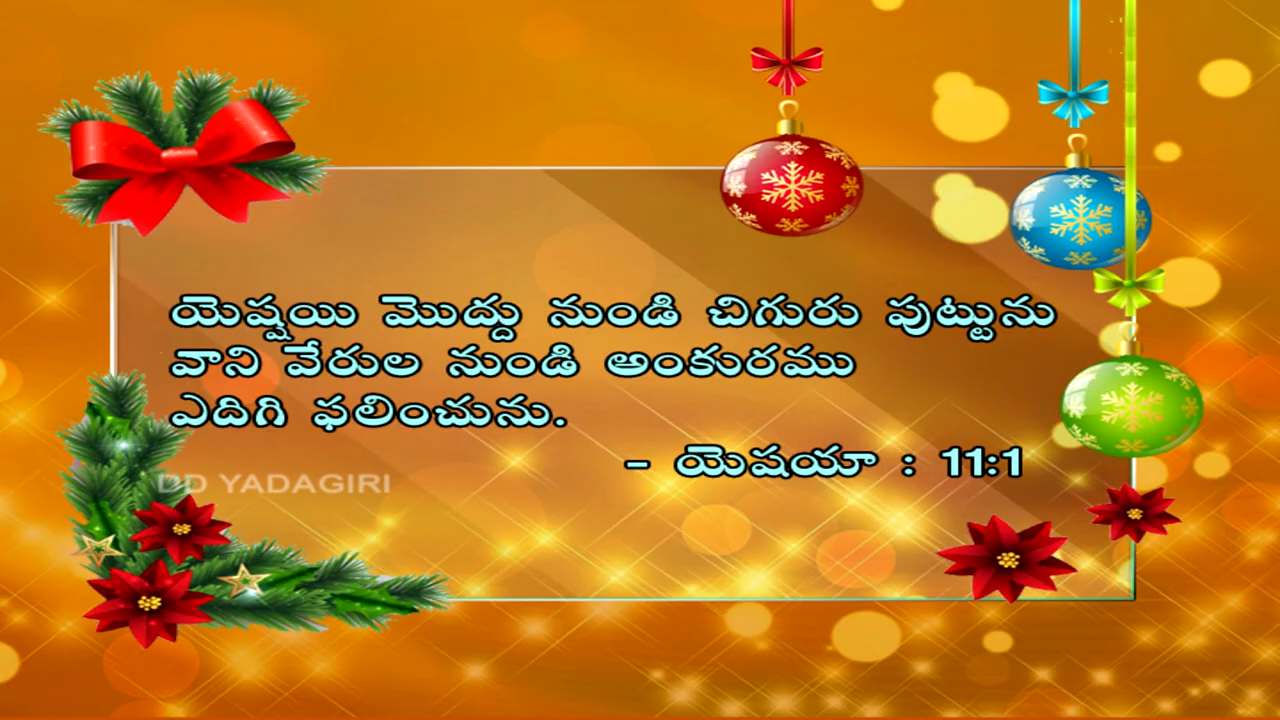 యెష్షయి మొద్దు నుండి చిగురు పుట్టును
వాని వేరుల నుండి అంకురము
ఎదిగి ఫలించును.
- యెషయా : 11:1
DD YADAGIRI